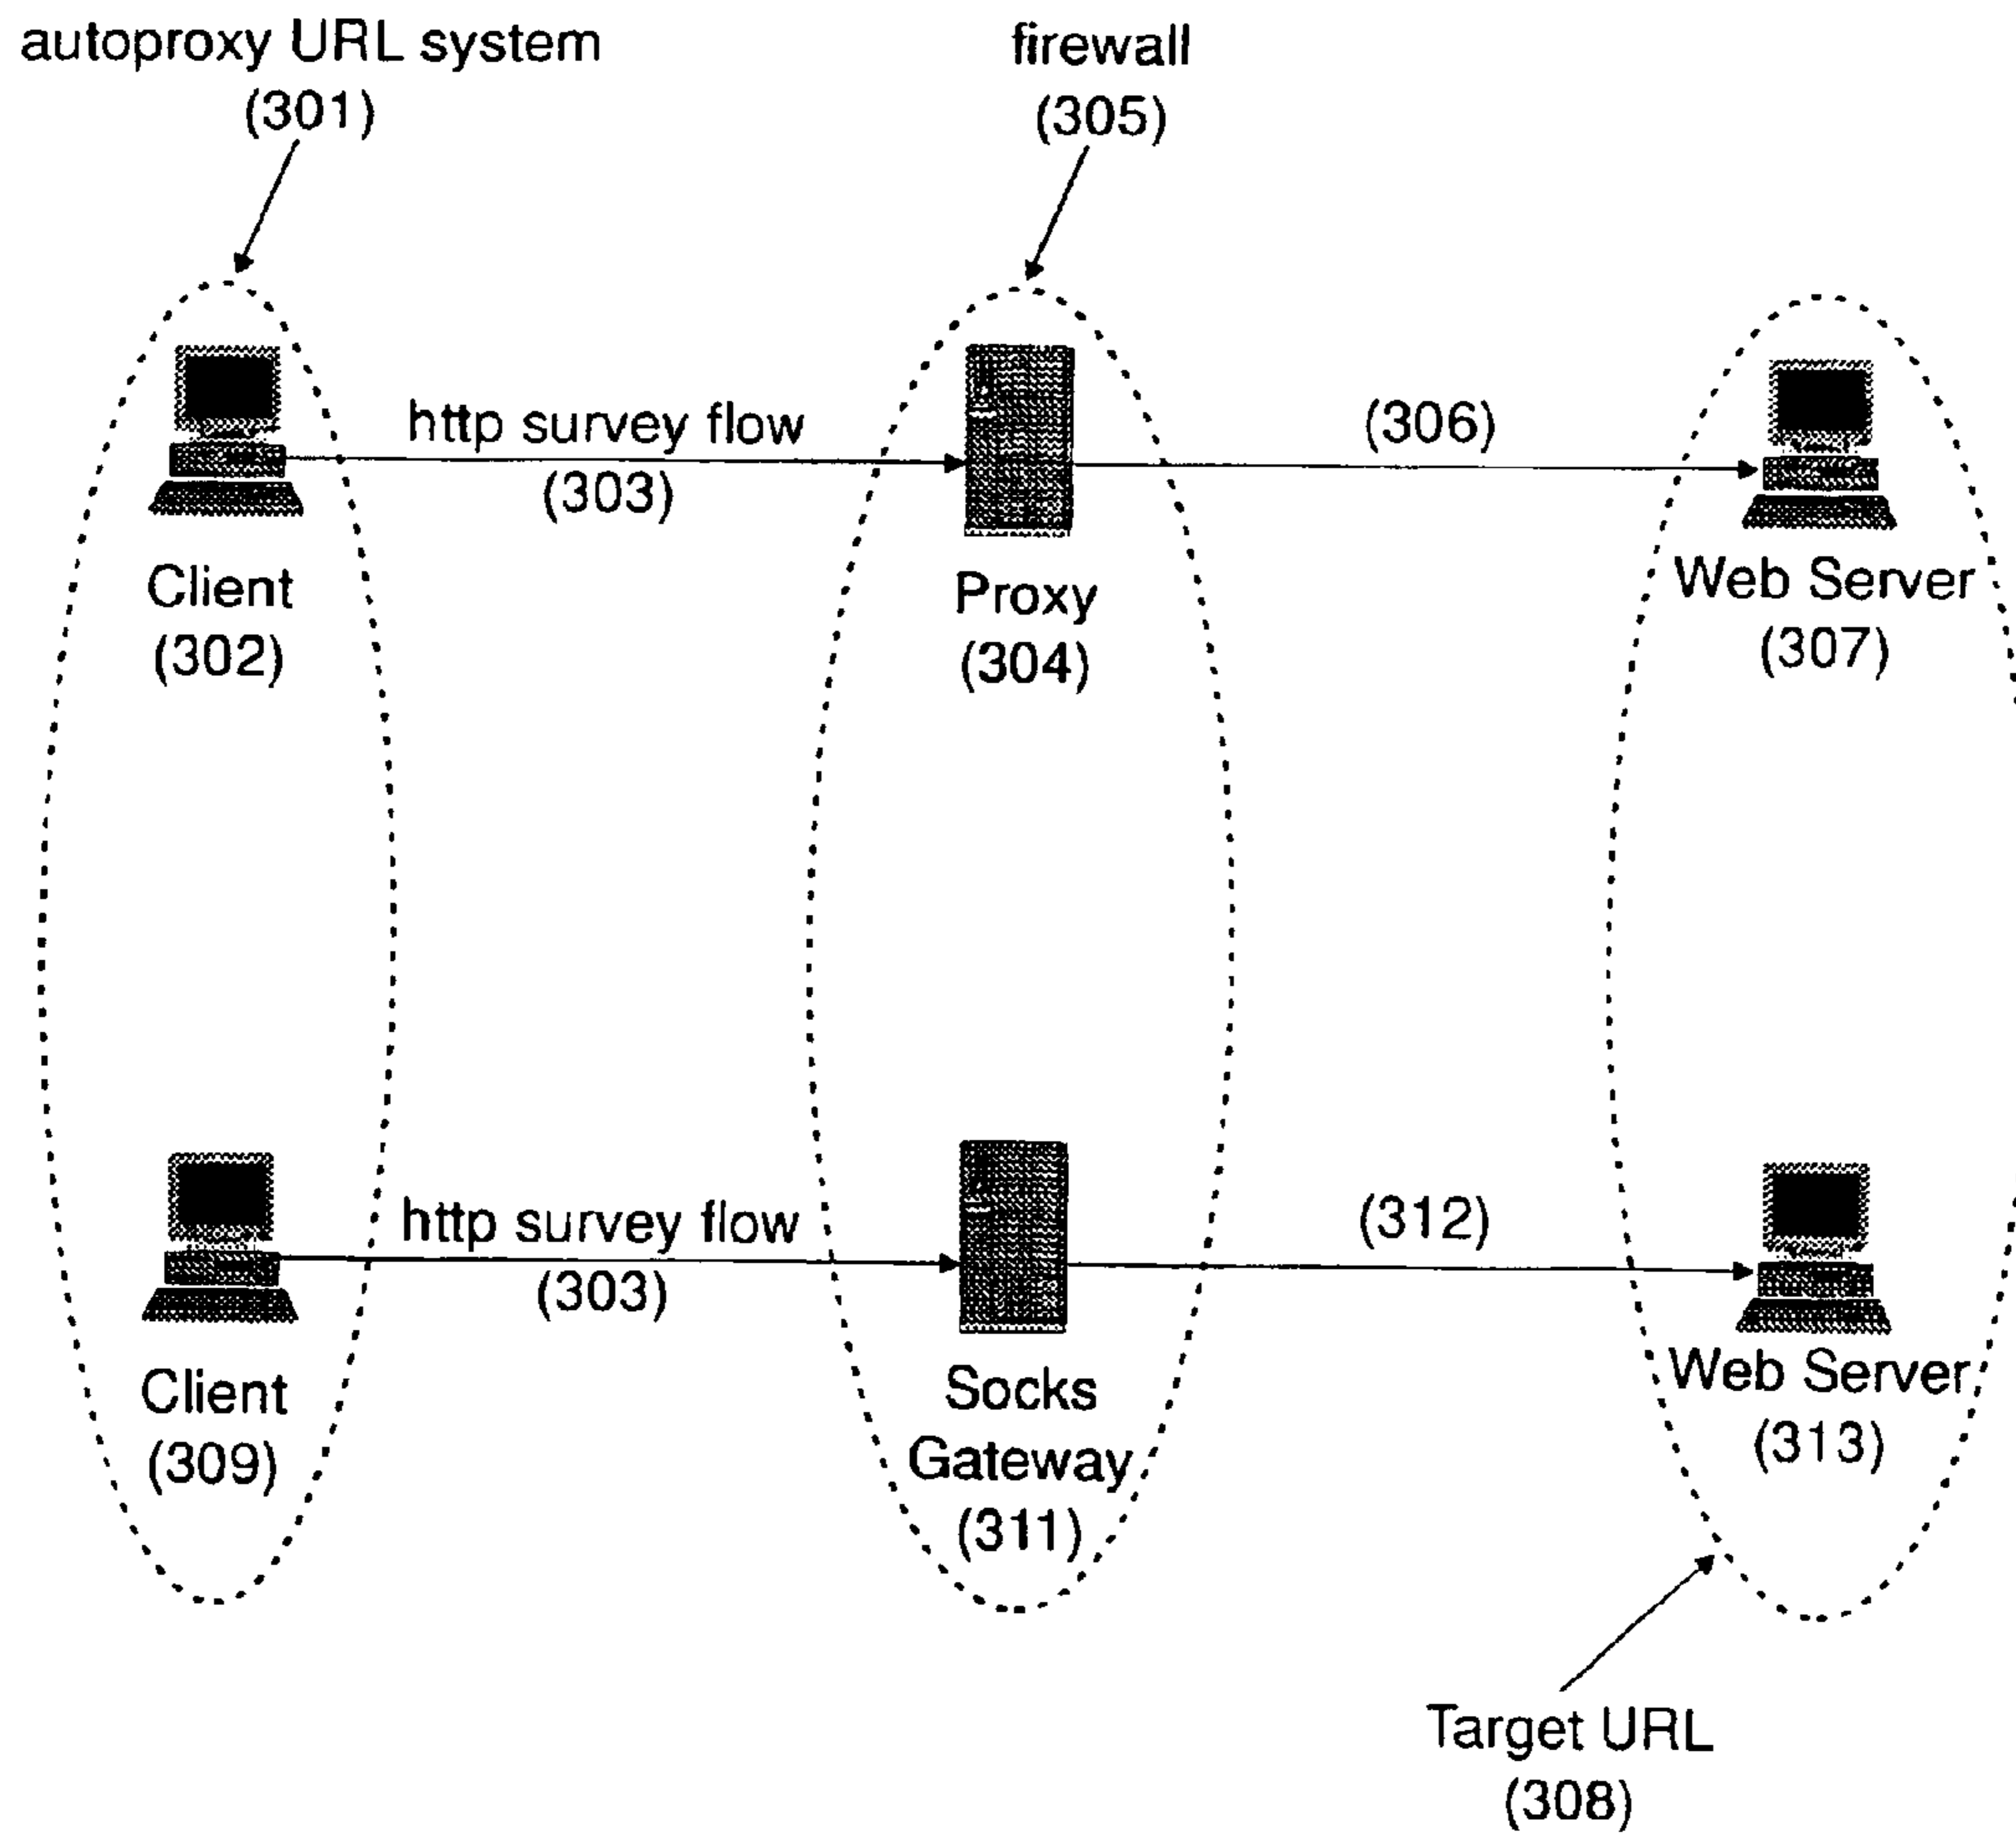 autoproxy URL system
(301)
firewall
(305)
http survey flow
(303)
(306)
Client
(302)
Proxy
(304)
Web Server
(307)
http survey flow
(303)
(312)
Client
(309)
Socks
Gateway
(311)
Web Server
(313)
Target URL
(308)